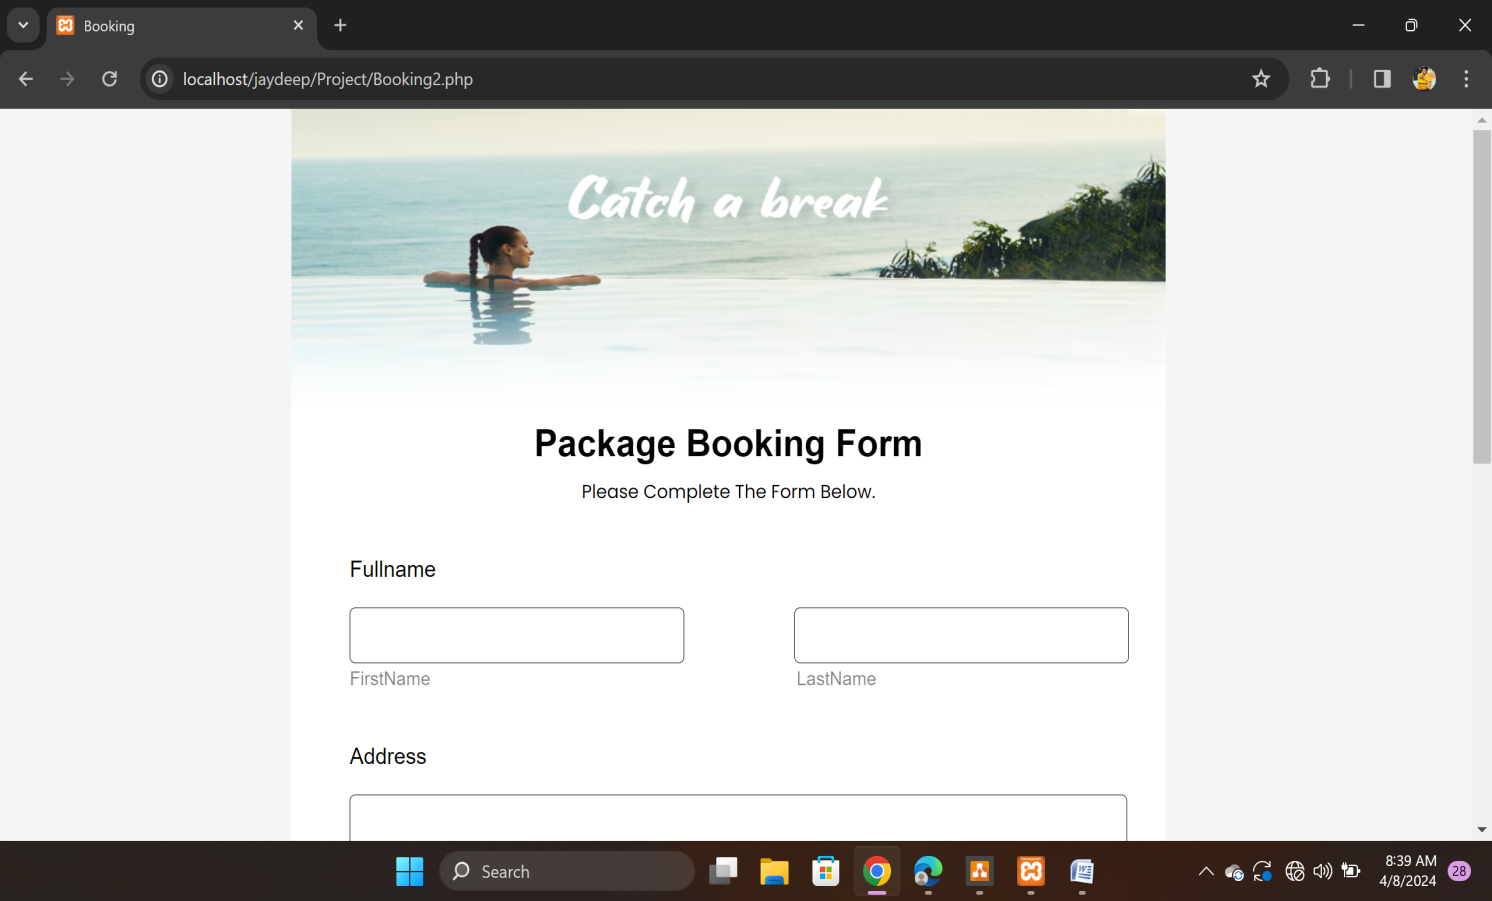 Booking
localhost/jaydeep/Project/Booking2.php
Catch a break
Package Booking Form
Please Complete The Form Below.
Fullname
FirstName
LastName
Address
Search
8:39 AM
4/8/2024
28